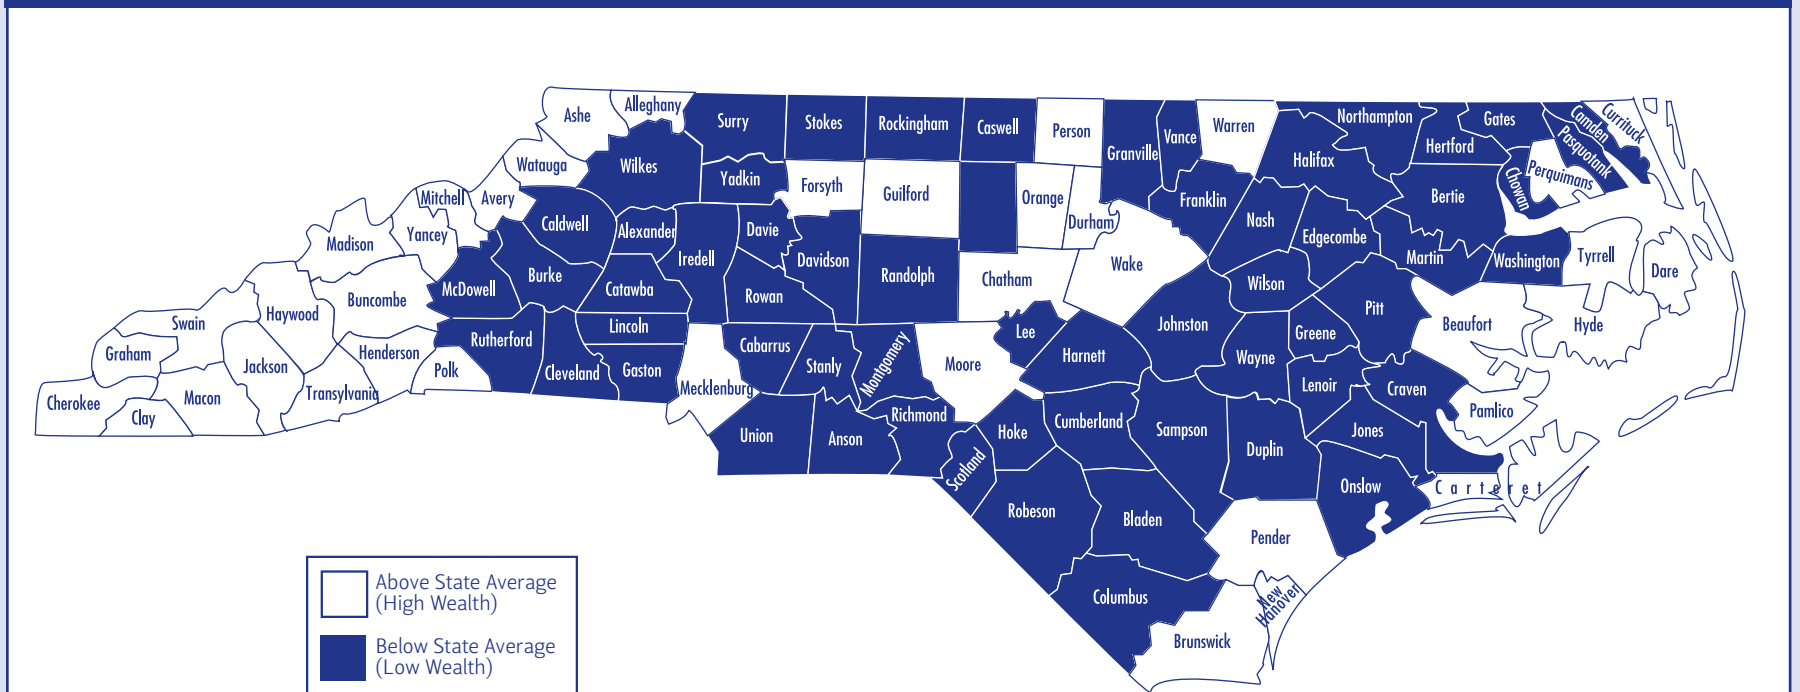 Ashe
Alleghany
Surry
Stokes
Rockingham
Caswell
Person
Granville
Vance
Warren
Northampton
Gates
Camden
Currituck
Pasquotank
Hertford
Halifax
Watauga
Wilkes
Yadkin
Forsyth
Guilford
Orange
Durham
Franklin
Bertie
Chowan
Perquimans
Mitchell
Avery
Caldwell
Alexander
Iredell
Davie
Davidson
Randolph
Chatham
Wake
Nash
Edgecombe
Martin
Washington
Tyrrell
Dare
Madison
Yancey
McDowell
Burke
Catawba
Rowan
Wilson
Pitt
Beaufort
Hyde
Swain
Haywood
Buncombe
Rutherford
Lincoln
Cabarrus
Stanly
Montgomery
Moore
Lee
Harnett
Johnston
Wayne
Greene
Graham
Jackson
Henderson
Polk
Cleveland
Gaston
Mecklenburg
Lenoir
Craven
Pamlico
Cherokee
Clay
Macon
Transylvania
Union
Anson
Richmond
Scotland
Hoke
Cumberland
Sampson
Duplin
Jones
Onslow
Carteret
Robeson
Bladen
Pender
Columbus
New
Hanover
Brunswick
Above State Average
(High Wealth)
Below State Average
(Low Wealth)